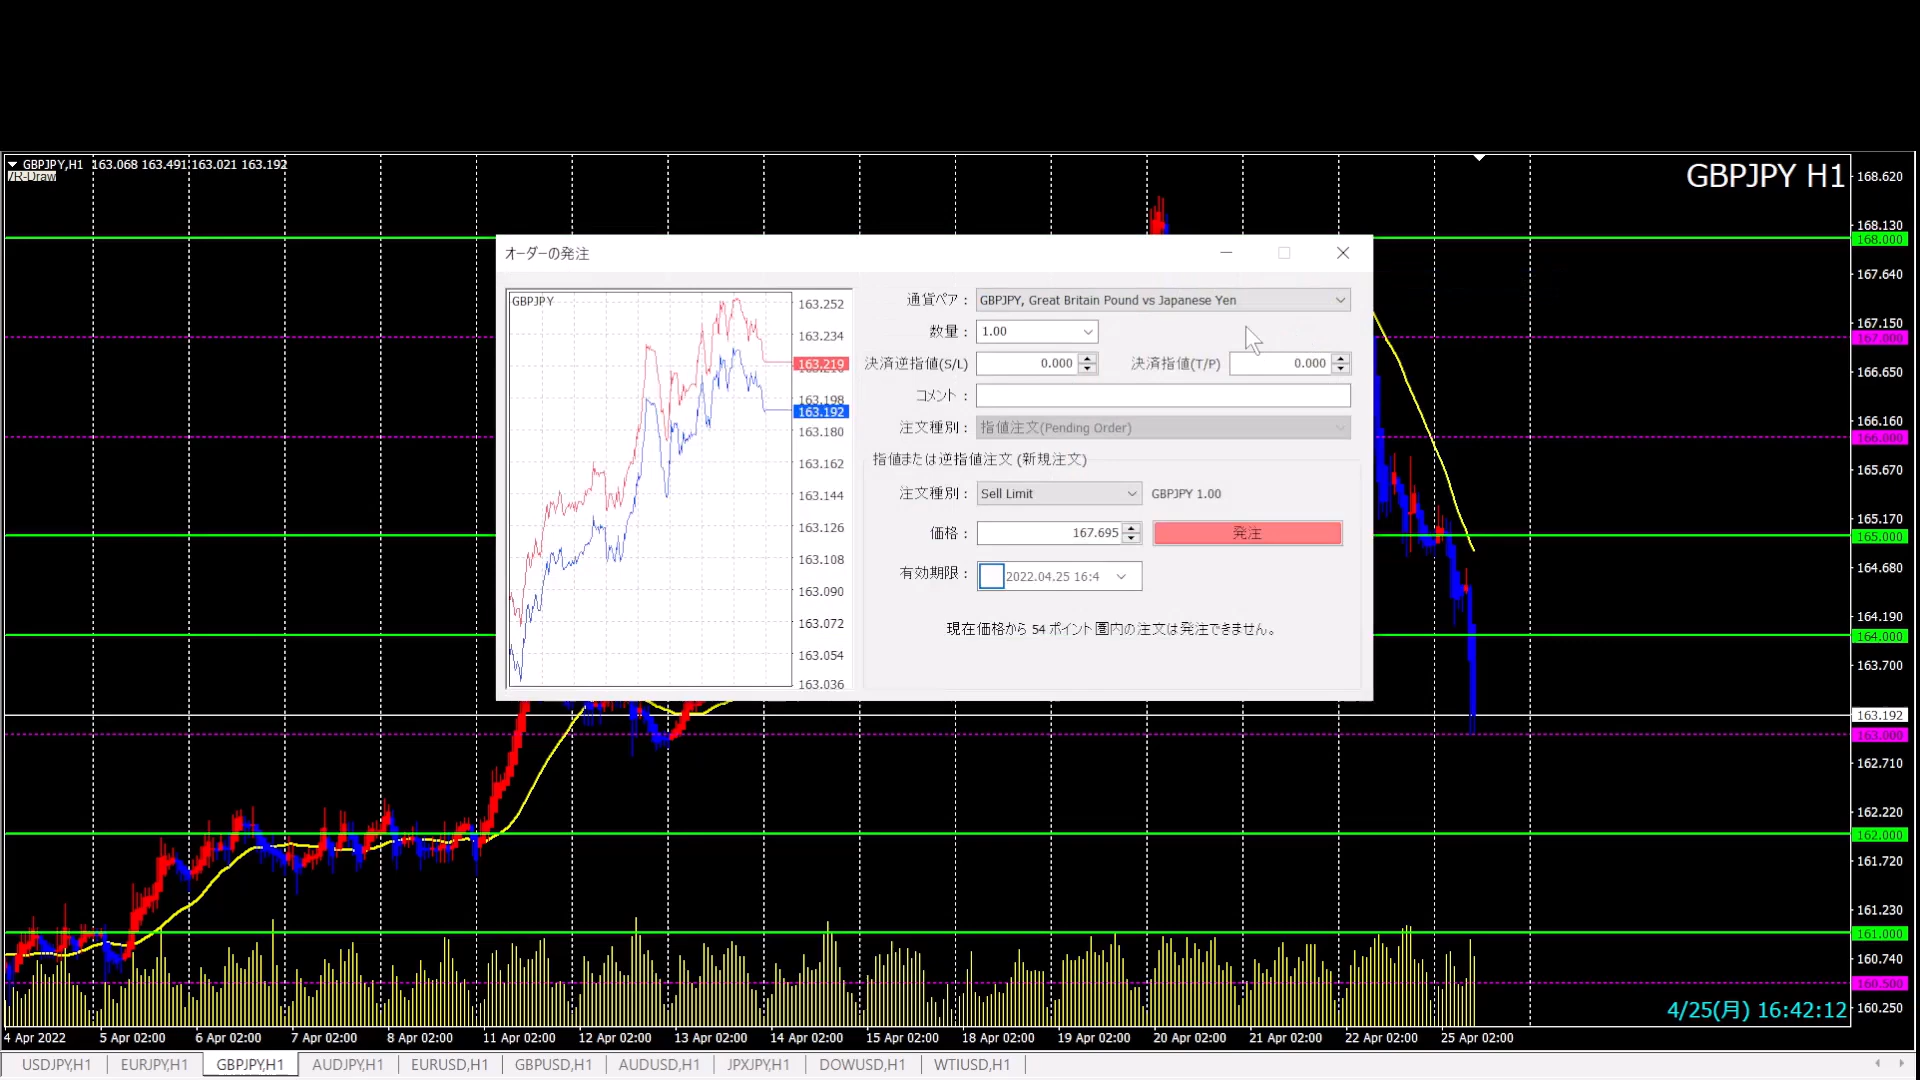 GBPJPY,H1 163.068 163.491 163.021 163.192
/R-Draw
GBPJPY H1
168.620
168.130
168.000
167.640
167.150
167.000
166.650
166.160
166.000
165.670
165.170
165.000
164.680
164.190
164.000
163.700
163.192
163.000
162.710
162.220
162.000
161.720
161.230
161.000
160.740
160.500
160.250
オーダーの発注
GBPJPY
163.252
163.234
163.219
163.198
163.192
163.180
163.162
163.144
163.126
163.108
163.090
163.072
163.054
163.036
通貨ペア: GBPJPY, Great Britain Pound vs Japanese Yen
数量: 1.00
決済逆指値(S/L) 0.000 決済指値(T/P) 0.000
コメント:
注文種別: 指値注文(Pending Order)
指値または逆指値注文 (新規注文)
注文種別: Sell Limit GBPJPY 1.00
価格: 167.695 発注
有効期限: 2022.04.25 16:4
現在価格から 54 ポイント圏内の注文は発注できません。
4/25(月) 16:42:12
4 Apr 2022 5 Apr 02:00 6 Apr 02:00 7 Apr 02:00 8 Apr 02:00 11 Apr 02:00 12 Apr 02:00 13 Apr 02:00 14 Apr 02:00 15 Apr 02:00 18 Apr 02:00 19 Apr 02:00 20 Apr 02:00 21 Apr 02:00 22 Apr 02:00 25 Apr 02:00
USDJPY,H1 EURJPY,H1 GBPJPY,H1 AUDJPY,H1 EURUSD,H1 GBPUSD,H1 AUDUSD,H1 JPXJPY,H1 DOWUSD,H1 WTIUSD,H1